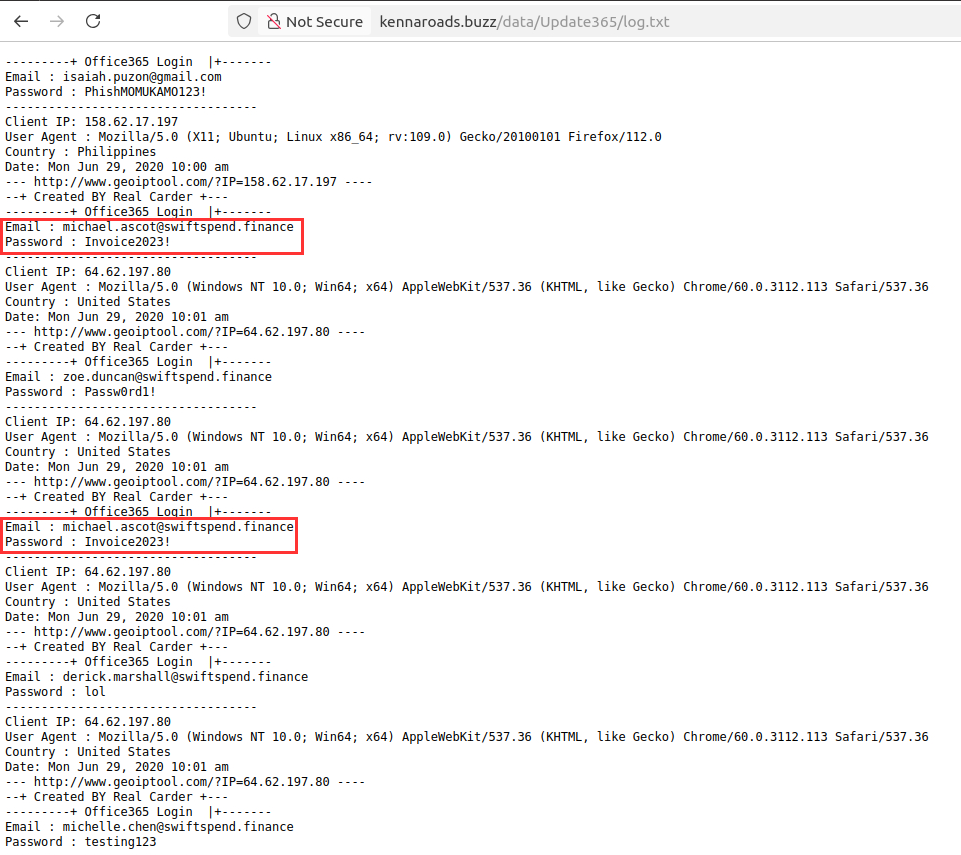 Not Secure kennaroads.buzz/data/Update365/log.txt
---------+ Office365 Login  |+-------
Email : isaiah.puzon@gmail.com
Password : PhishMOMUKAMO123!
-----------------------------------
Client IP: 158.62.17.197
User Agent : Mozilla/5.0 (X11; Ubuntu; Linux x86_64; rv:109.0) Gecko/20100101 Firefox/112.0
Country : Philippines
Date: Mon Jun 29, 2020 10:00 am
--- http://www.geoiptool.com/?IP=158.62.17.197 ----
--+ Created BY Real Carder +---
---------+ Office365 Login  |+-------
Email : michael.ascot@swiftspend.finance
Password : Invoice2023!
-----------------------------------
Client IP: 64.62.197.80
User Agent : Mozilla/5.0 (Windows NT 10.0; Win64; x64) AppleWebKit/537.36 (KHTML, like Gecko) Chrome/60.0.3112.113 Safari/537.36
Country : United States
Date: Mon Jun 29, 2020 10:01 am
--- http://www.geoiptool.com/?IP=64.62.197.80 ----
--+ Created BY Real Carder +---
---------+ Office365 Login  |+-------
Email : zoe.duncan@swiftspend.finance
Password : Passw0rd1!
-----------------------------------
Client IP: 64.62.197.80
User Agent : Mozilla/5.0 (Windows NT 10.0; Win64; x64) AppleWebKit/537.36 (KHTML, like Gecko) Chrome/60.0.3112.113 Safari/537.36
Country : United States
Date: Mon Jun 29, 2020 10:01 am
--- http://www.geoiptool.com/?IP=64.62.197.80 ----
--+ Created BY Real Carder +---
---------+ Office365 Login  |+-------
Email : michael.ascot@swiftspend.finance
Password : Invoice2023!
-----------------------------------
Client IP: 64.62.197.80
User Agent : Mozilla/5.0 (Windows NT 10.0; Win64; x64) AppleWebKit/537.36 (KHTML, like Gecko) Chrome/60.0.3112.113 Safari/537.36
Country : United States
Date: Mon Jun 29, 2020 10:01 am
--- http://www.geoiptool.com/?IP=64.62.197.80 ----
--+ Created BY Real Carder +---
---------+ Office365 Login  |+-------
Email : derick.marshall@swiftspend.finance
Password : lol
-----------------------------------
Client IP: 64.62.197.80
User Agent : Mozilla/5.0 (Windows NT 10.0; Win64; x64) AppleWebKit/537.36 (KHTML, like Gecko) Chrome/60.0.3112.113 Safari/537.36
Country : United States
Date: Mon Jun 29, 2020 10:01 am
--- http://www.geoiptool.com/?IP=64.62.197.80 ----
--+ Created BY Real Carder +---
---------+ Office365 Login  |+-------
Email : michelle.chen@swiftspend.finance
Password : testing123